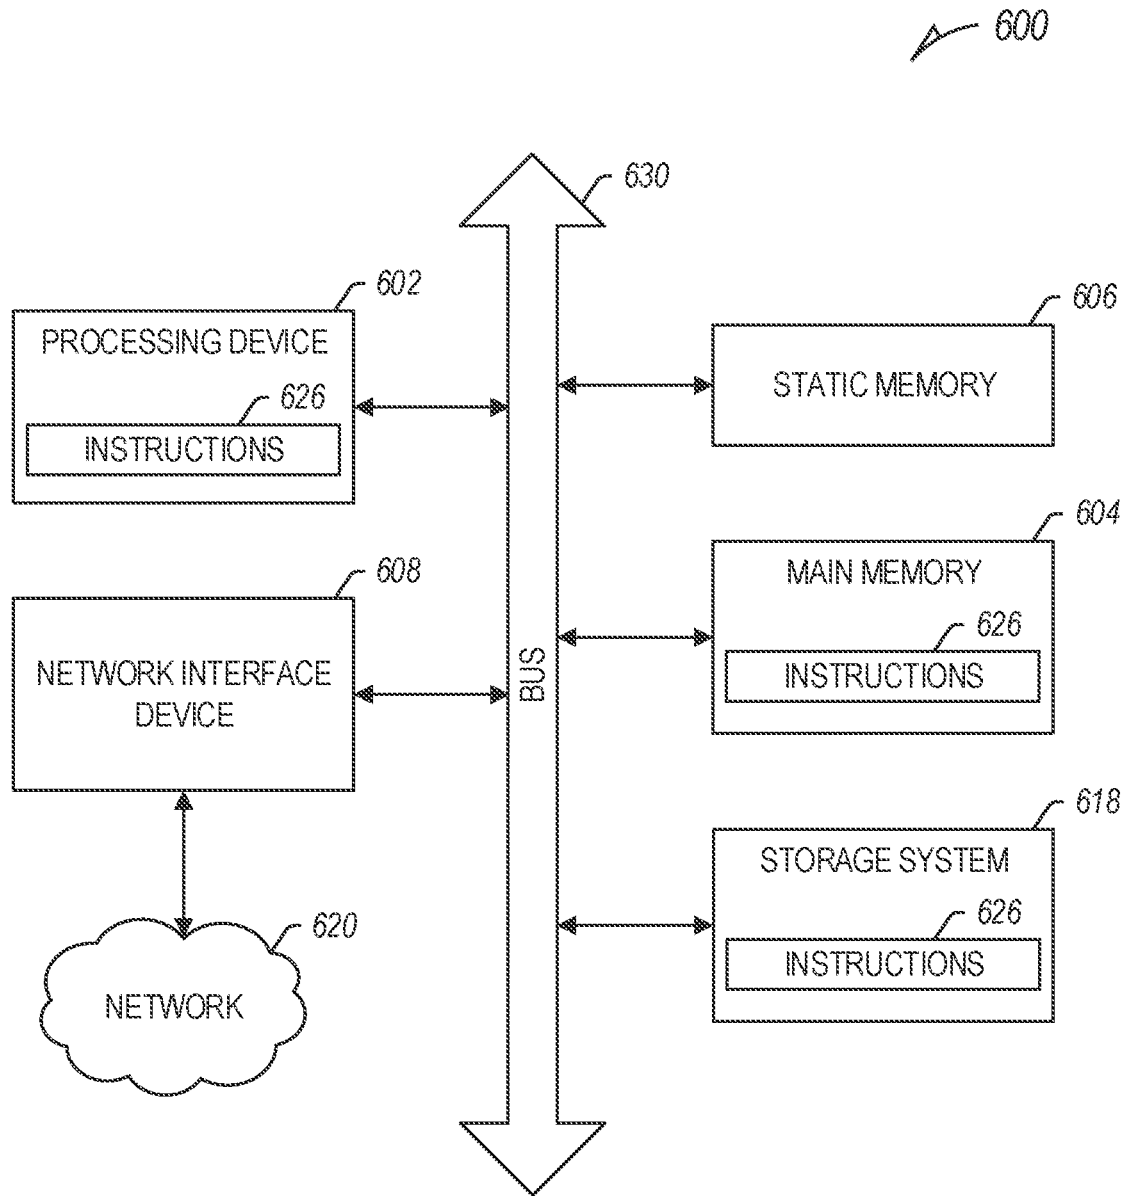 600
630
602
PROCESSING DEVICE
626
INSTRUCTIONS
606
STATIC MEMORY
604
MAIN MEMORY
626
INSTRUCTIONS
608
NETWORK INTERFACE
DEVICE
BUS
618
STORAGE SYSTEM
626
INSTRUCTIONS
620
NETWORK